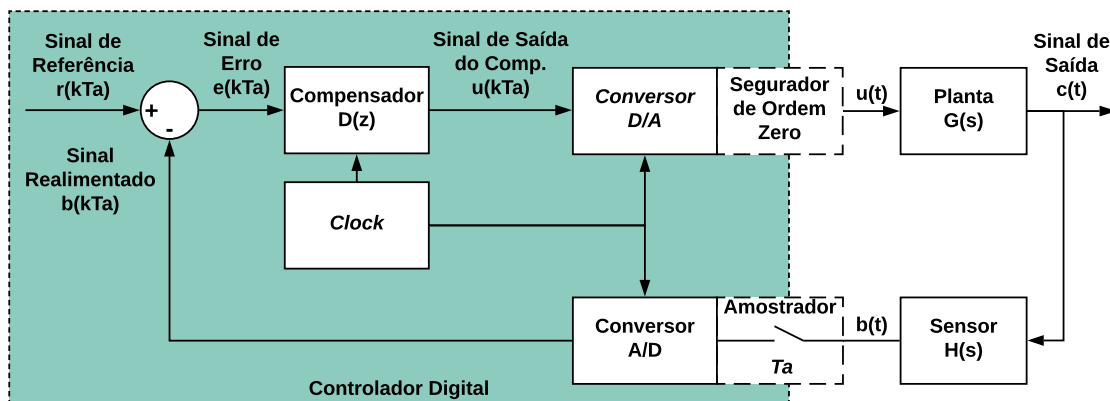 Sinal de
Referência
r(kTa)
+
-
Sinal
Realimentado
b(kTa)
Sinal de
Erro
e(kTa)
Compensador
D(z)
Clock
Sinal de Saída
do Comp.
u(kTa)
Conversor
D/A
Segurador
de Ordem
Zero
u(t)
Planta
G(s)
Sinal de
Saída
c(t)
Conversor
A/D
Amostrador
Ta
b(t)
Sensor
H(s)
Controlador Digital